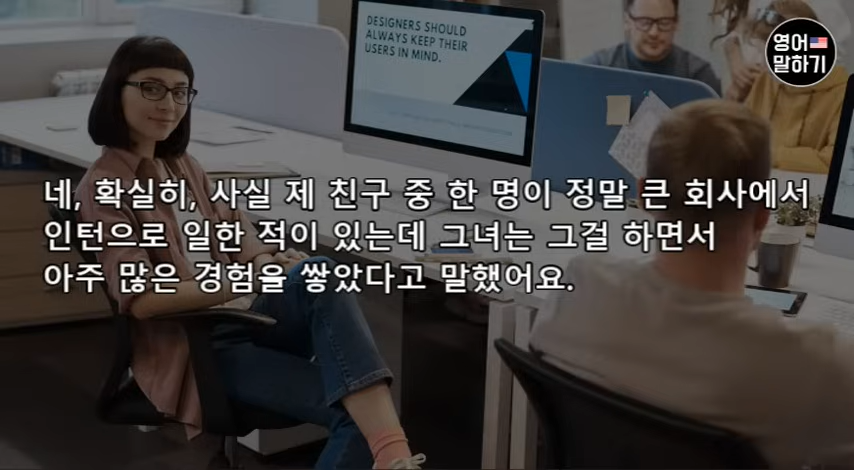 DESIGNERS SHOULD
ALWAYS KEEP THEIR
USERS IN MIND.
영어
말하기
네, 확실히, 사실 제 친구 중 한 명이 정말 큰 회사에서
인턴으로 일한 적이 있는데 그녀는 그걸 하면서
아주 많은 경험을 쌓았다고 말했어요.